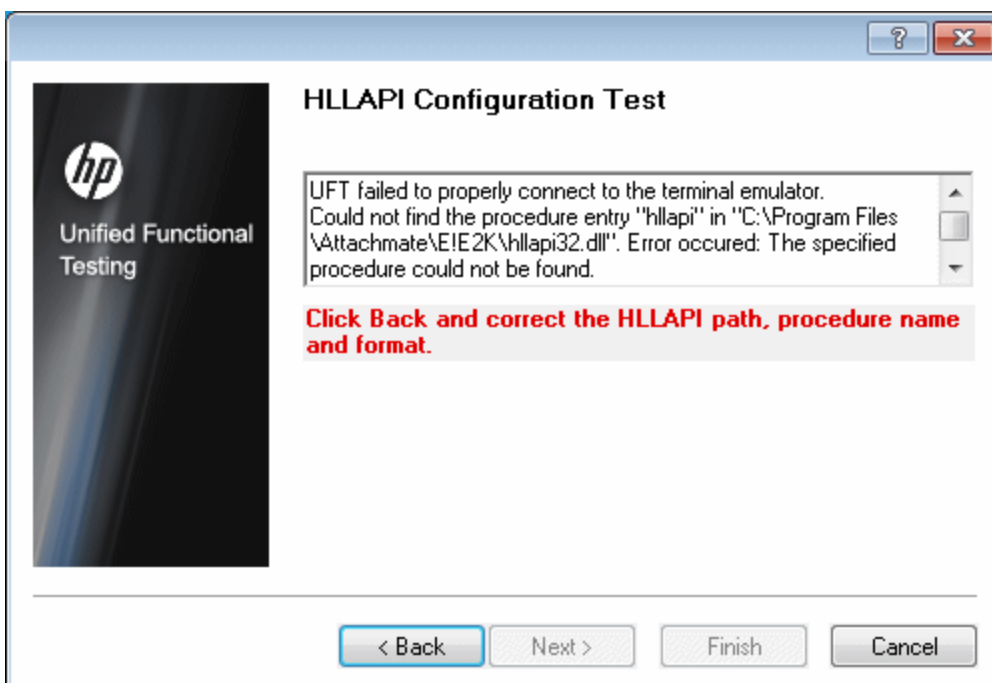 ?
HLLAPI Configuration Test
hp
Unified Functional
Testing
UFT failed to properly connect to the terminal emulator.
Could not find the procedure entry "hllapi" in "C:\Program Files
\Attachmate\E!E2K\hllapi32.dll". Error occured: The specified
procedure could not be found.
Click Back and correct the HLLAPI path, procedure name
and format.
< Back
Next >
Finish
Cancel